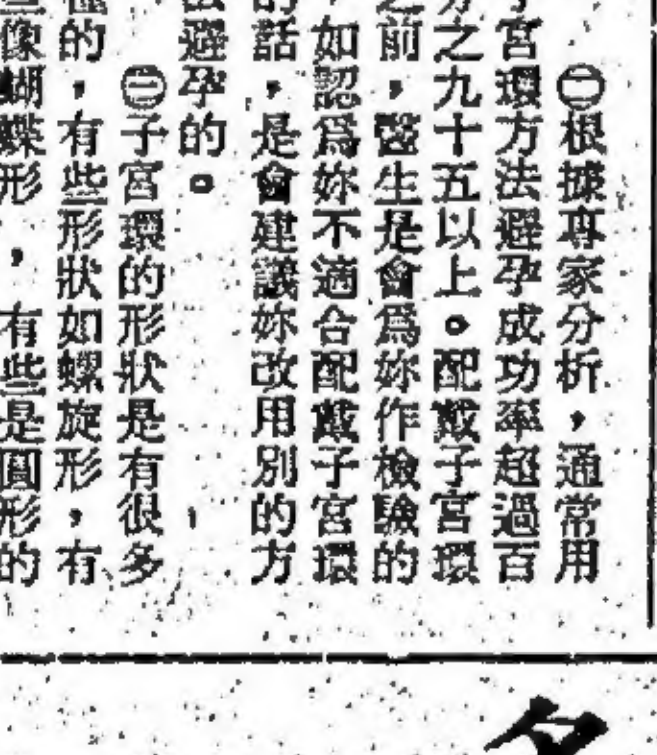 ㊁根據專家分析，通常用
子宮環方法避孕成功率超過百
分之九十五以上。配戴子宮環
之前，醫生是會爲妳作檢驗的
，如認爲妳不適合配戴子宮環
的話，是會建議妳改用別的方
法避孕的。
㊂子宮環的形狀是有很多
種的，有些形狀如螺旋形，有
些像蝴蝶形，有些是圓形的